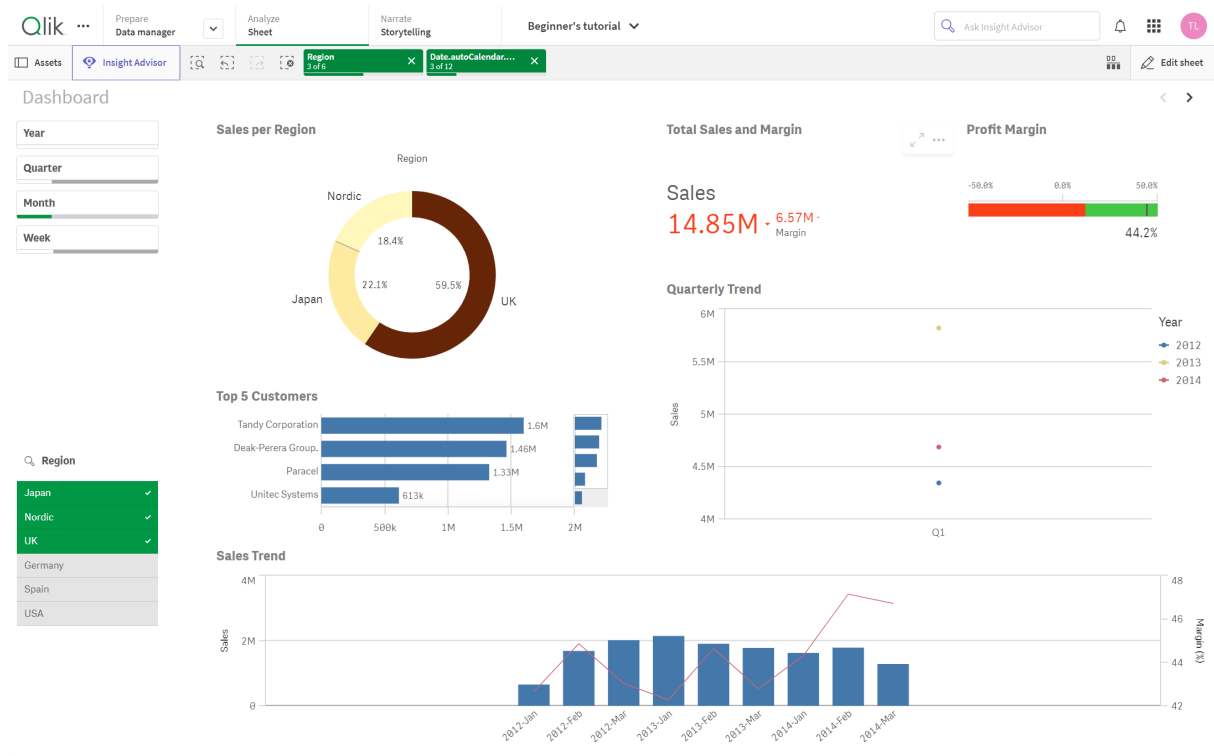 Qlik
Prepare
Data manager
Analyze
Sheet
Narrate
Storytelling
Beginner's tutorial
Ask Insight Advisor
TL
Assets
Insight Advisor
Region
3 of 6
Date.autoCalendar....
3 of 12
Edit sheet
Dashboard
Year
Quarter
Month
Week
Region
Japan
Nordic
UK
Germany
Spain
USA
Sales per Region
Region
Nordic
18.4%
22.1%
59.5%
Japan
UK
Total Sales and Margin
Sales
14.85M
6.57M
Margin
Profit Margin
-50.0%
0.0%
50.0%
44.2%
Top 5 Customers
Tandy Corporation
1.6M
Deak-Perera Group.
1.46M
Paracel
1.33M
Unitec Systems
613k
0
500k
1M
1.5M
2M
Quarterly Trend
6M
5.5M
5M
4.5M
4M
Sales
Q1
Year
2012
2013
2014
Sales Trend
4M
2M
0
Sales
48
46
44
42
Margin (%)
2012-Jan
2012-Feb
2012-Mar
2013-Jan
2013-Feb
2013-Mar
2014-Jan
2014-Feb
2014-Mar